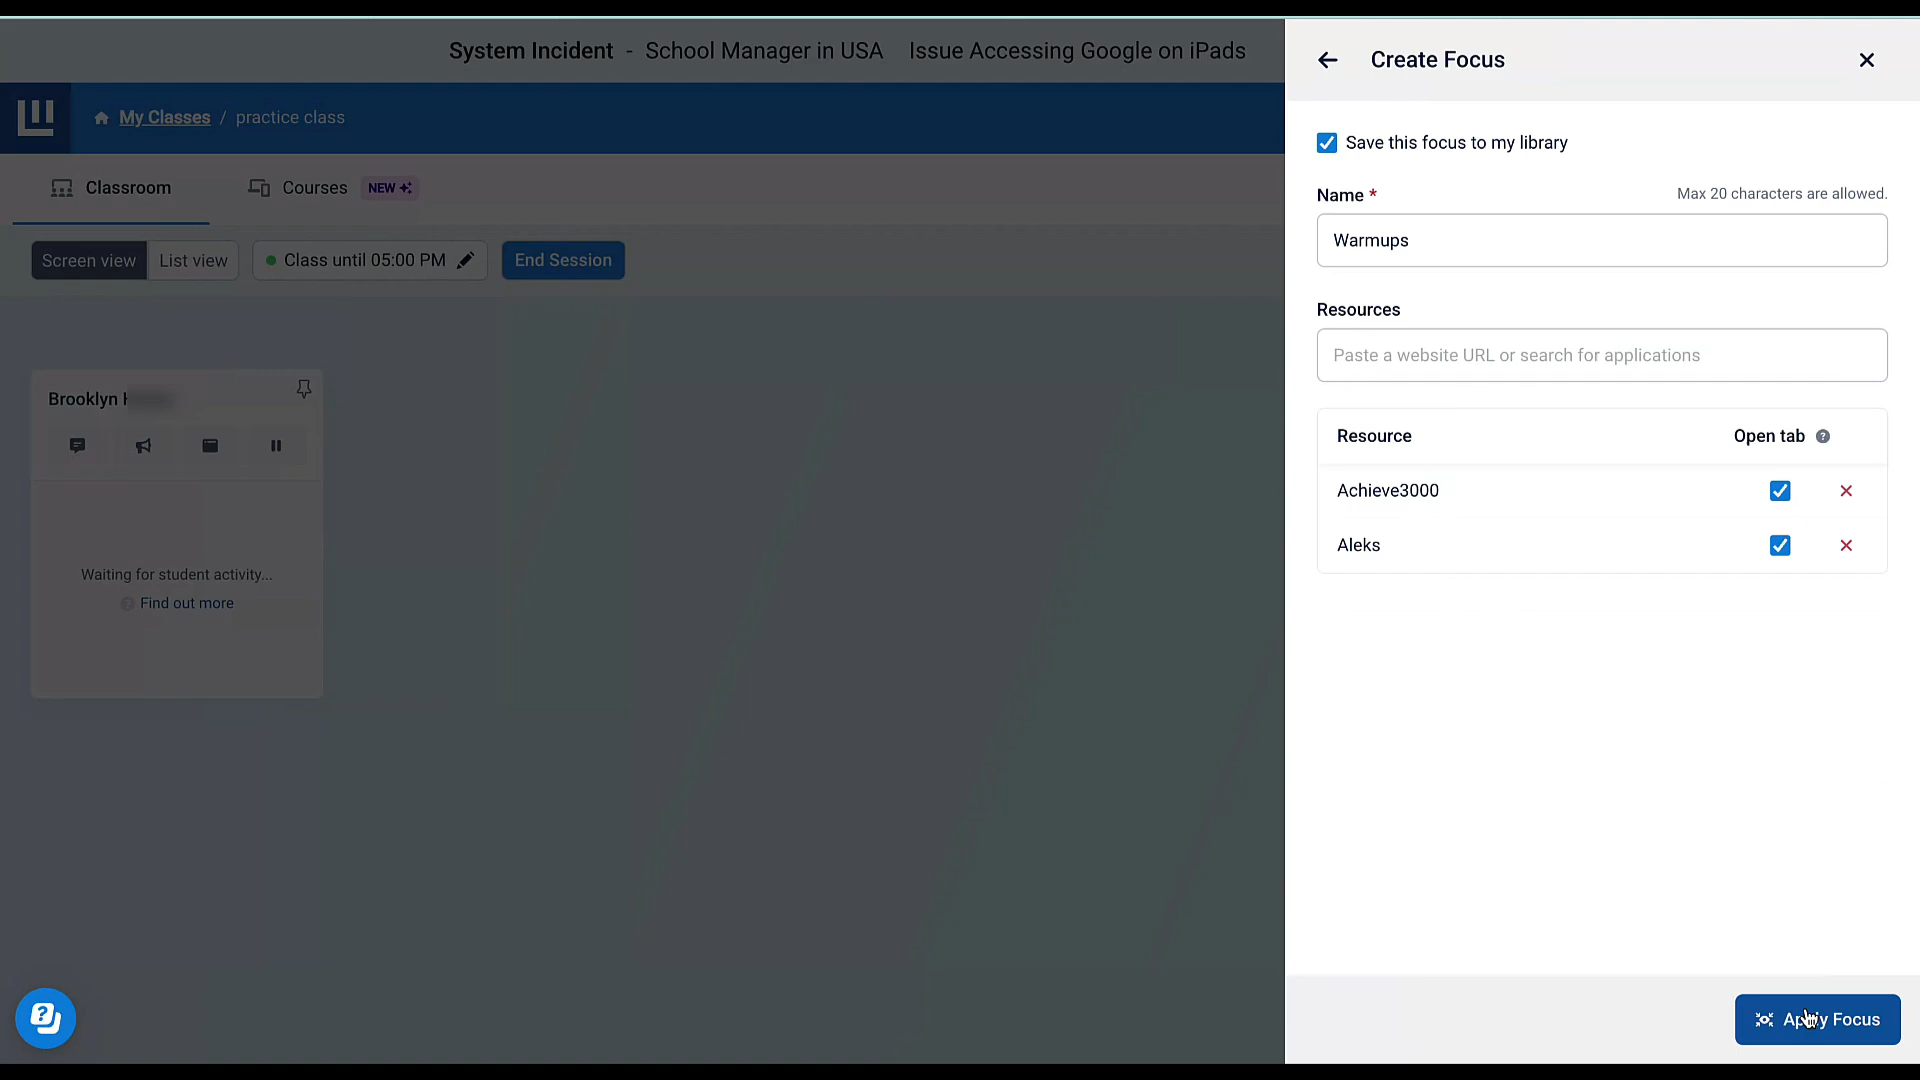 System Incident - School Manager in USA Issue Accessing Google on iPads
My Classes / practice class
Classroom
Courses NEW
Screen view
List view
Class until 05:00 PM
End Session
Brooklyn
Waiting for student activity...
Find out more
Create Focus
Save this focus to my library
Name *
Max 20 characters are allowed.
Warmups
Resources
Paste a website URL or search for applications
Resource
Open tab
Achieve3000
Aleks
Apply Focus